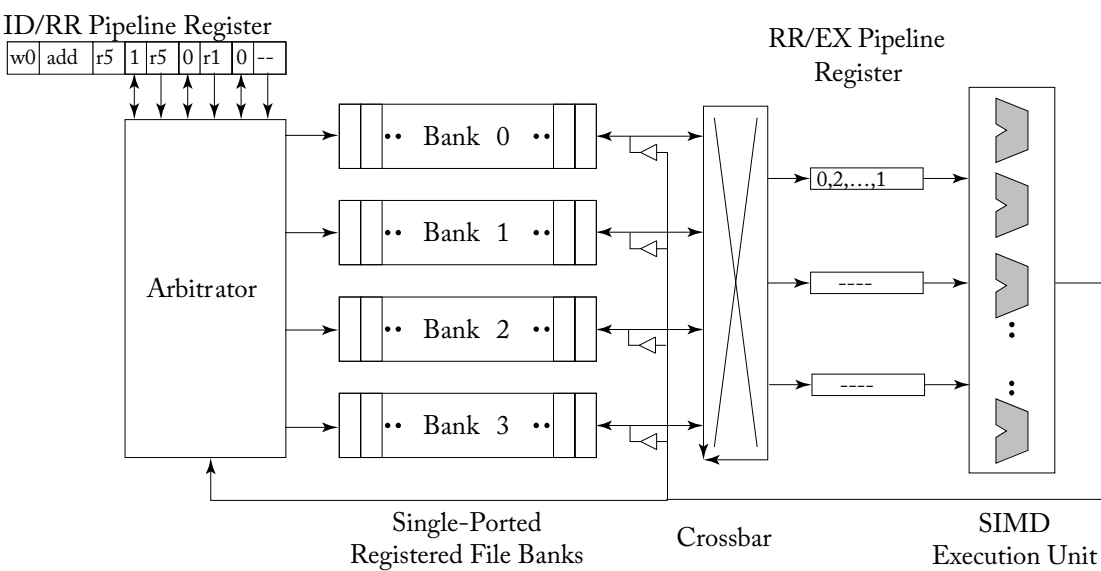 ID/RR Pipeline Register
w0 add r5 1 r5 0 r1 0 --
RR/EX Pipeline
Register
Arbitrator
•• Bank 0 ••
•• Bank 1 ••
•• Bank 2 ••
•• Bank 3 ••
0,2,...,1
----
----
Single-Ported
Registered File Banks
Crossbar
SIMD
Execution Unit